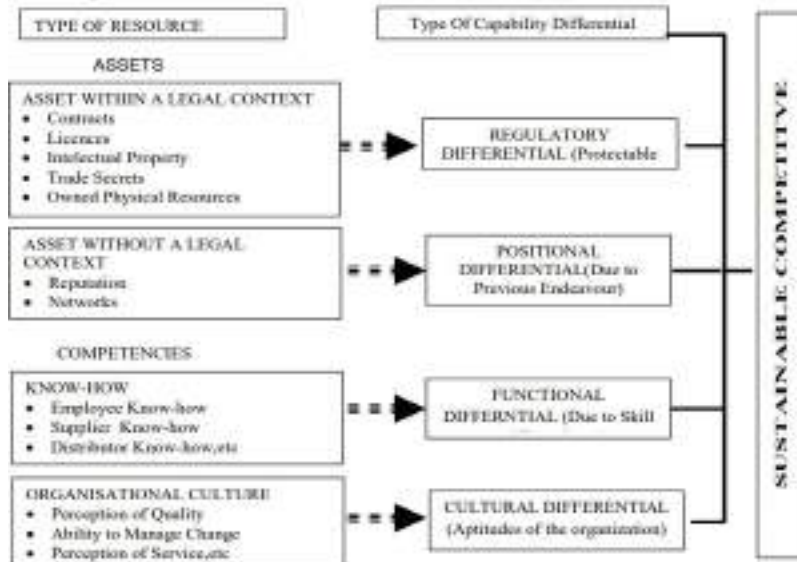 TYPE OF RESOURCE
Type Of Capability Differential
ASSETS
ASSET WITHIN A LEGAL CONTEXT
• Contracts
• Licences
• Intelectual Property
• Trade Secrets
• Owned Physical Resources
REGULATORY
DIFFERENTIAL (Protectable
ASSET WITHOUT A LEGAL
CONTEXT
• Reputation
• Networks
POSITIONAL
DIFFERENTIAL(Due to
Previous Endeavour)
COMPETENCIES
KNOW-HOW
• Employee Know-how
• Supplier Know-how
• Distributor Know-how,etc
FUNCTIONAL
DIFFERNTIAL (Due to Skill
ORGANISATIONAL CULTURE
• Perception of Quality
• Ability to Manage Change
• Perception of Service,etc
CULTURAL DIFFERENTIAL
(Aptitudes of the organization)
SUSTAINABLE COMPETITIVE